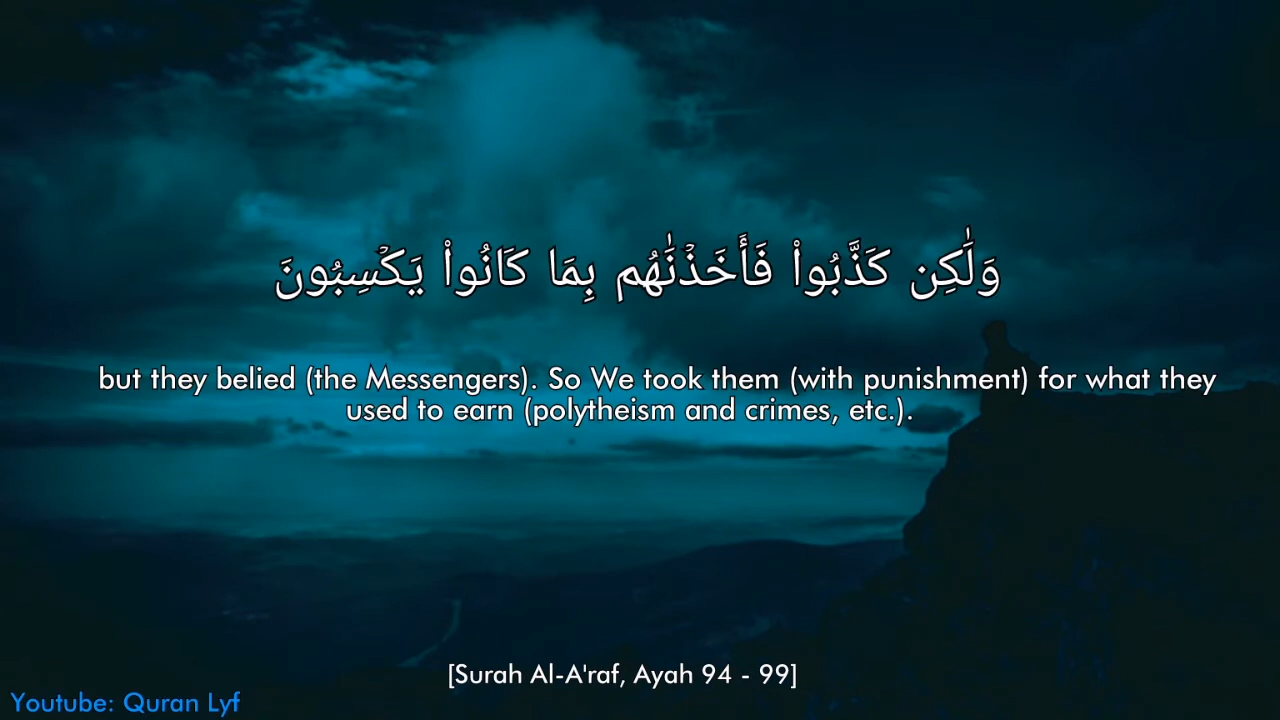 وَلَٰكِن كَذَّبُوا۟ فَأَخَذْنَٰهُم بِمَا كَانُوا۟ يَكْسِبُونَ
but they belied (the Messengers). So We took them (with punishment) for what they
used to earn (polytheism and crimes, etc.).
[Surah Al-A'raf, Ayah 94 - 99]
Youtube: Quran Lyf